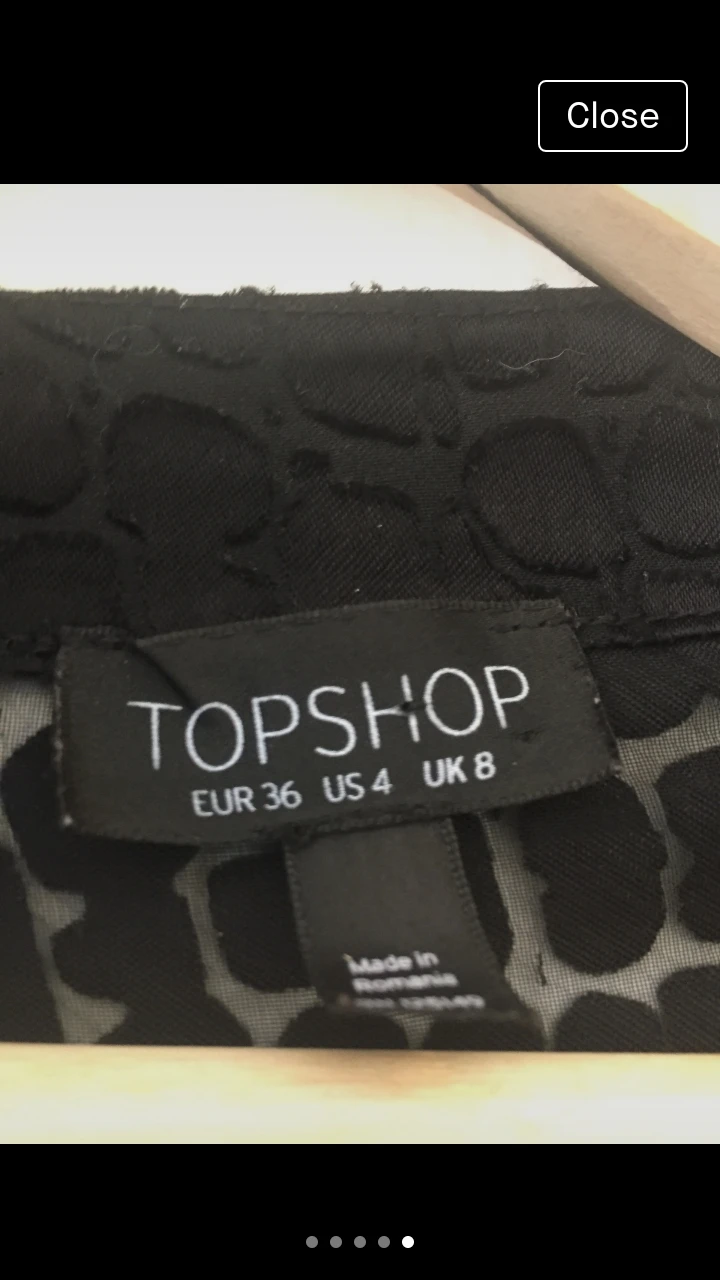 Close
TOPSHOP
EUR 36 US 4 UK 8
Made in
Romania